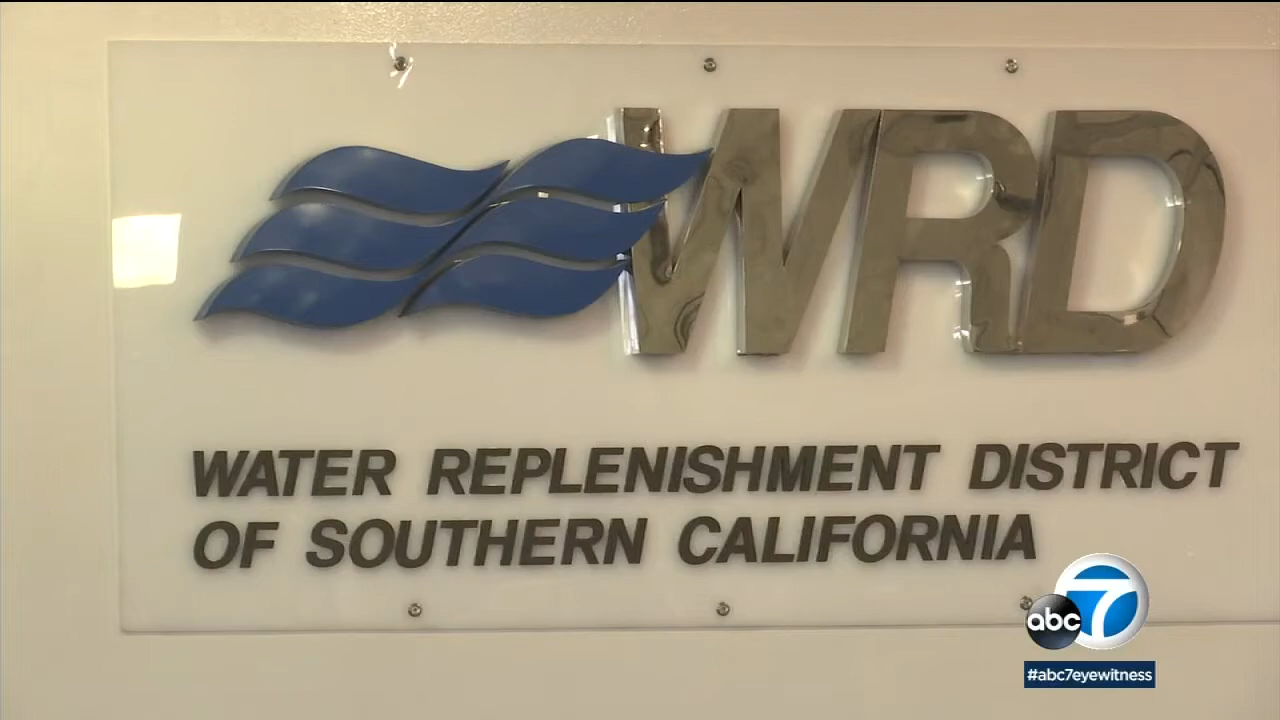 WRD
WATER REPLENISHMENT DISTRICT
OF SOUTHERN CALIFORNIA
abc 7
#abc7eyewitness